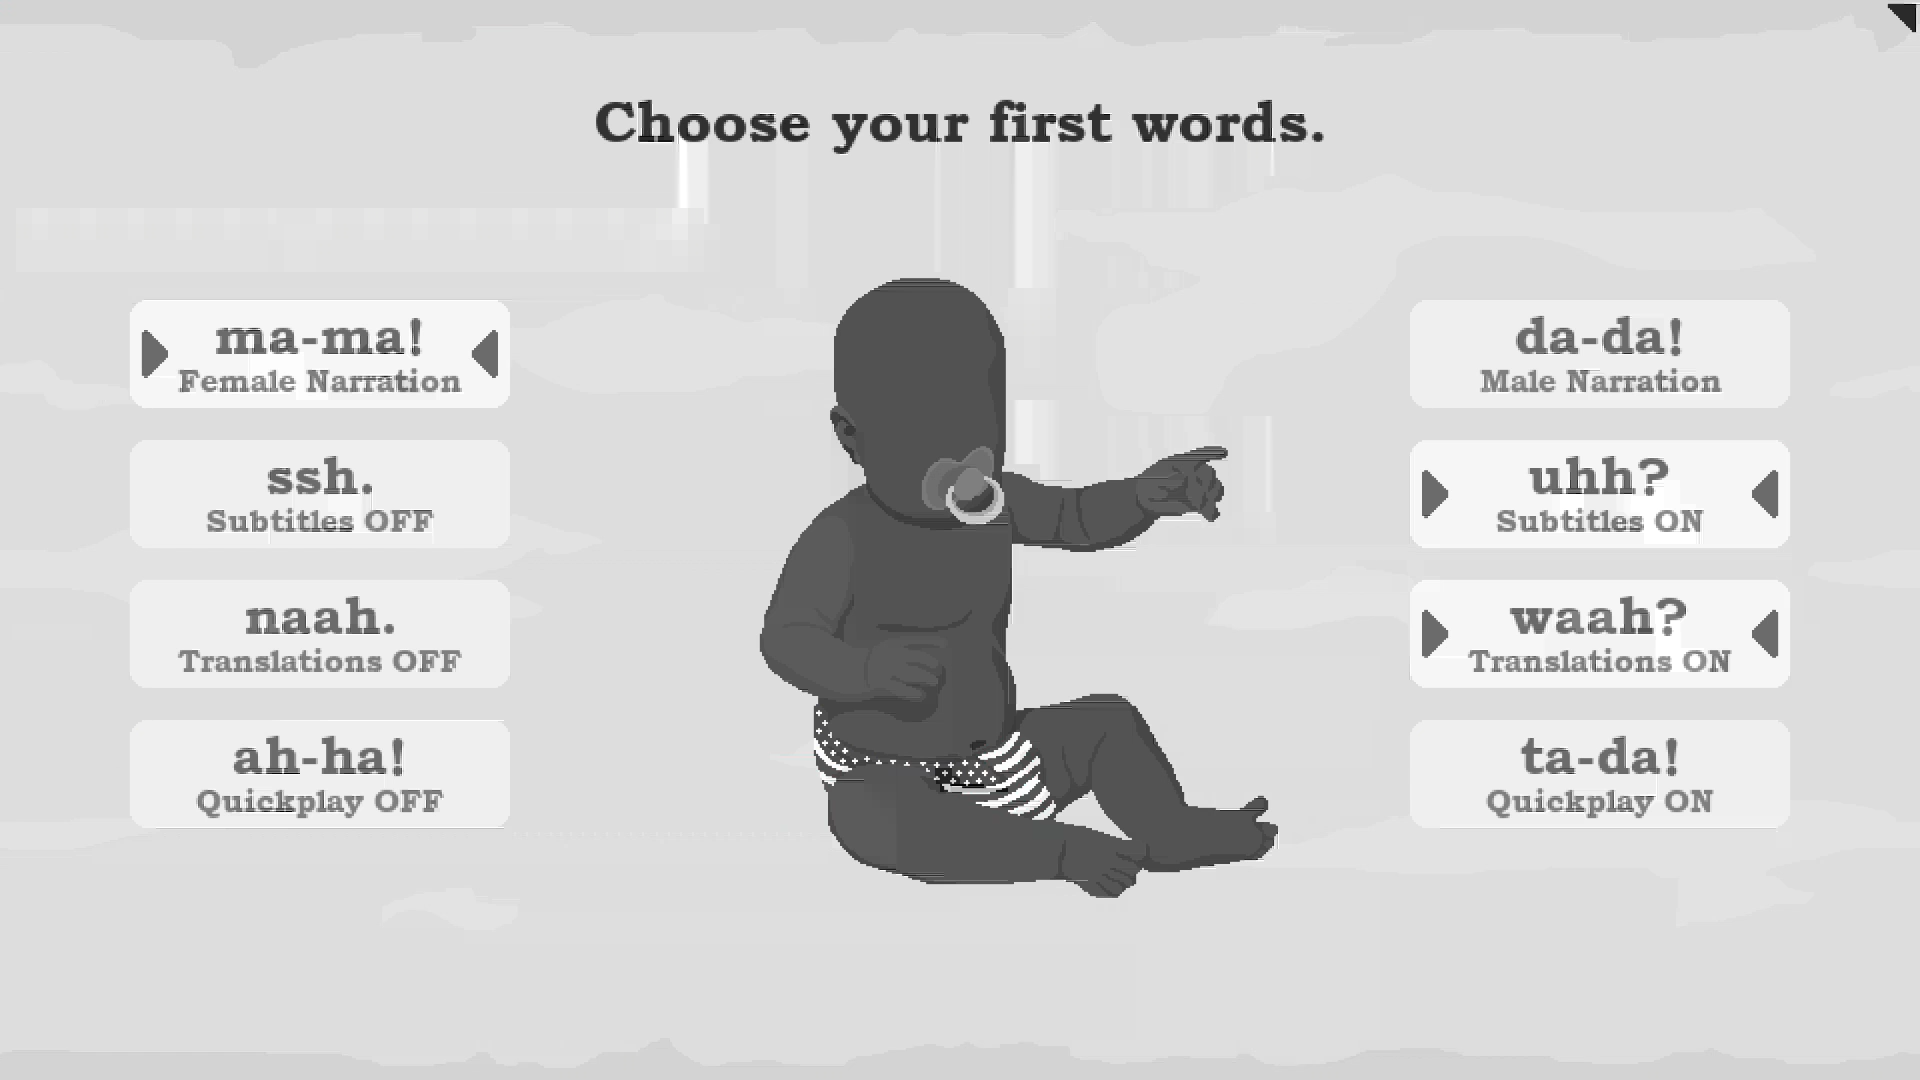 Choose your first words.
ma-ma!
Female Narration
da-da!
Male Narration
ssh.
Subtitles OFF
uhh?
Subtitles ON
naah.
Translations OFF
waah?
Translations ON
ah-ha!
Quickplay OFF
ta-da!
Quickplay ON